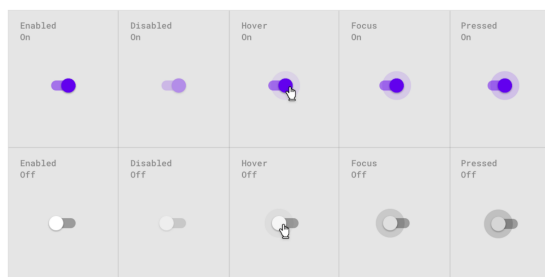 Enabled
On
Disabled
On
Hover
On
Focus
On
Pressed
On
Enabled
Off
Disabled
Off
Hover
Off
Focus
Off
Pressed
Off